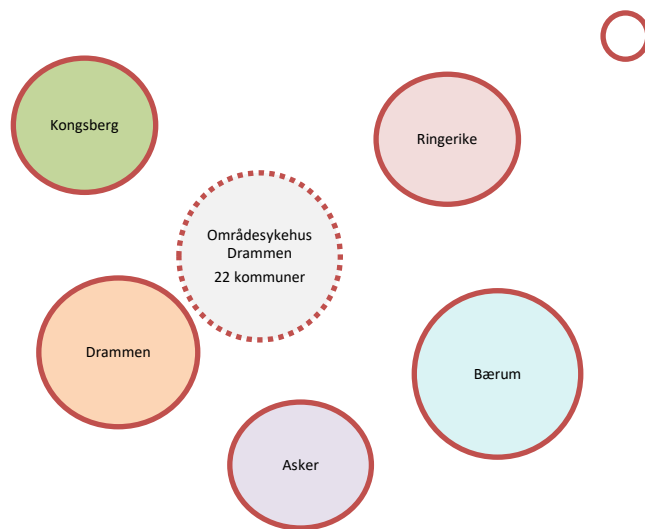 Kongsberg
Ringerike
Områdesykehus
Drammen
22 kommuner
Drammen
Bærum
Asker